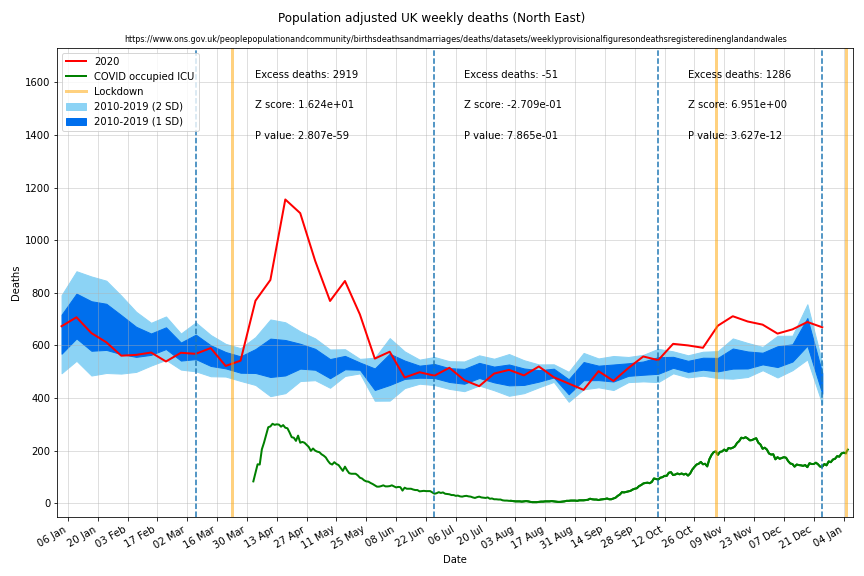 Population adjusted UK weekly deaths (North East)
https://www.ons.gov.uk/peoplepopulationandcommunity/birthsdeathsandmarriages/deaths/datasets/weeklyprovisionalfiguresondeathsregisteredinenglandandwales
2020
COVID occupied ICU
Lockdown
2010-2019 (2 SD)
2010-2019 (1 SD)
Excess deaths: 2919
Z score: 1.624e+01
P value: 2.807e-59
Excess deaths: -51
Z score: -2.709e-01
P value: 7.865e-01
Excess deaths: 1286
Z score: 6.951e+00
P value: 3.627e-12
Deaths
1600
1400
1200
1000
800
600
400
200
0
06 Jan
20 Jan
03 Feb
17 Feb
02 Mar
16 Mar
30 Mar
13 Apr
27 Apr
11 May
25 May
08 Jun
22 Jun
06 Jul
20 Jul
03 Aug
17 Aug
31 Aug
14 Sep
28 Sep
12 Oct
26 Oct
09 Nov
23 Nov
07 Dec
21 Dec
04 Jan
Date